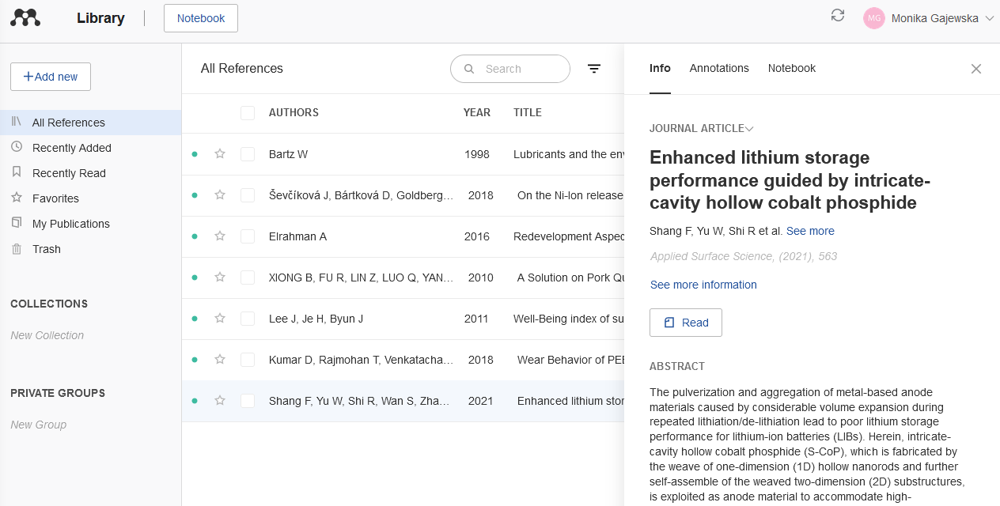 Library
Notebook
MG
Monika Gajewska
+Add new
All References
Recently Added
Recently Read
Favorites
My Publications
Trash
COLLECTIONS
New Collection
PRIVATE GROUPS
New Group
All References
Search
AUTHORS YEAR TITLE
Bartz W 1998 Lubricants and the env
Ševčíková J, Bártková D, Goldberg... 2018 On the Ni-Ion release
Elrahman A 2016 Redevelopment Aspec
XIONG B, FU R, LIN Z, LUO Q, YAN... 2010 A Solution on Pork Qu
Lee J, Je H, Byun J 2011 Well-Being index of su
Kumar D, Rajmohan T, Venkatacha... 2018 Wear Behavior of PEE
Shang F, Yu W, Shi R, Wan S, Zha... 2021 Enhanced lithium stor
Info Annotations Notebook
JOURNAL ARTICLE
Enhanced lithium storage
performance guided by intricate-
cavity hollow cobalt phosphide
Shang F, Yu W, Shi R et al. See more
Applied Surface Science, (2021), 563
See more information
Read
ABSTRACT
The pulverization and aggregation of metal-based anode
materials caused by considerable volume expansion during
repeated lithiation/de-lithiation lead to poor lithium storage
performance for lithium-ion batteries (LIBs). Herein, intricate-
cavity hollow cobalt phosphide (S-CoP), which is fabricated by
the weave of one-dimension (1D) hollow nanorods and further
self-assemble of the weaved two-dimension (2D) substructures,
is exploited as anode material to accommodate high-